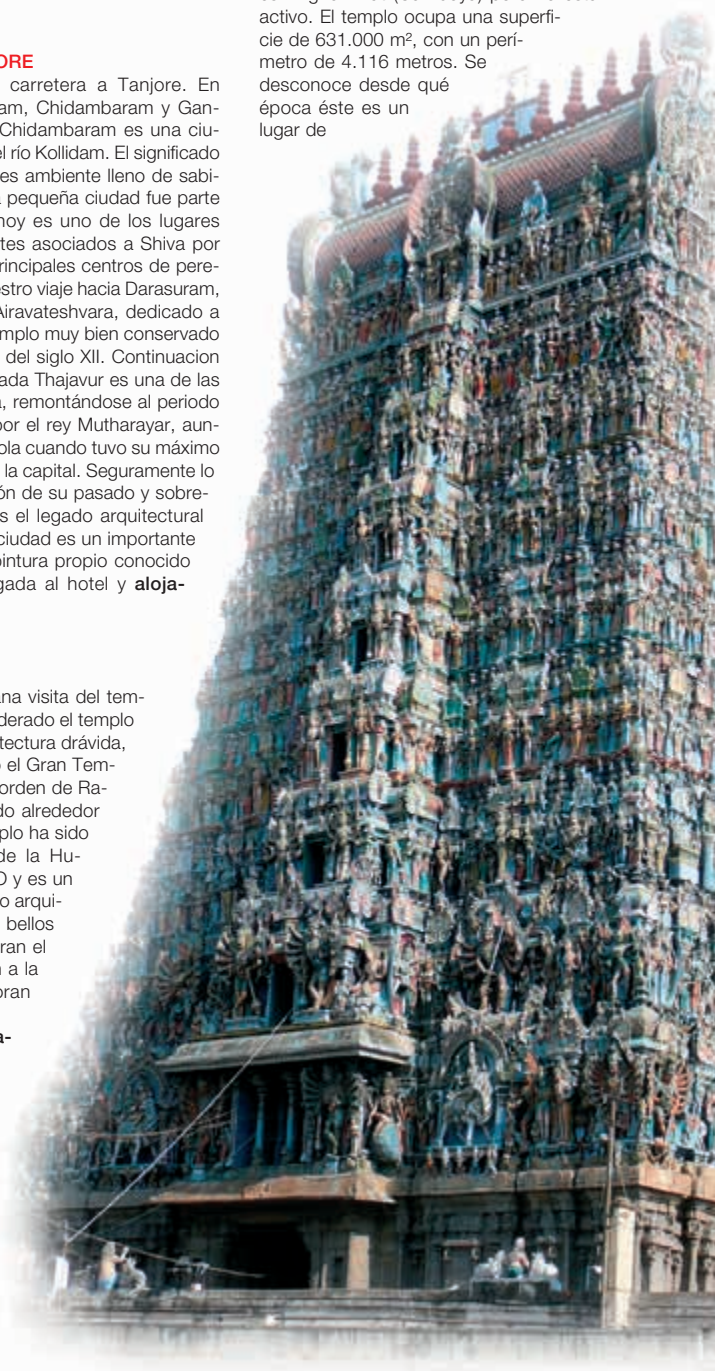 ORE
carretera a Tanjore. En
am, Chidambaram y Gan-
Chidambaram es una ciu-
el río Kollidam. El significado
es ambiente lleno de sabi-
pequeña ciudad fue parte
hoy es uno de los lugares
tes asociados a Shiva por
rincipales centros de pere-
estro viaje hacia Darasuram,
Airavateshvara, dedicado a
mplo muy bien conservado
del siglo XII. Continuacion
ada Thajavur es una de las
, remontándose al periodo
por el rey Mutharayar, aun-
ola cuando tuvo su máximo
la capital. Seguramente lo
ón de su pasado y sobre-
s el legado arquitectural
ciudad es un importante
pintura propio conocido
gada al hotel y aloja-
ana visita del tem-
derado el templo
tectura drávida,
el Gran Tem-
orden de Ra-
do alrededor
plo ha sido
de la Hu-
O y es un
o arqui-
bellos
ran el
n a la
bran
a-
activo. El templo ocupa una superfi-
cie de 631.000 m², con un perí-
metro de 4.116 metros. Se
desconoce desde qué
época éste es un
lugar de